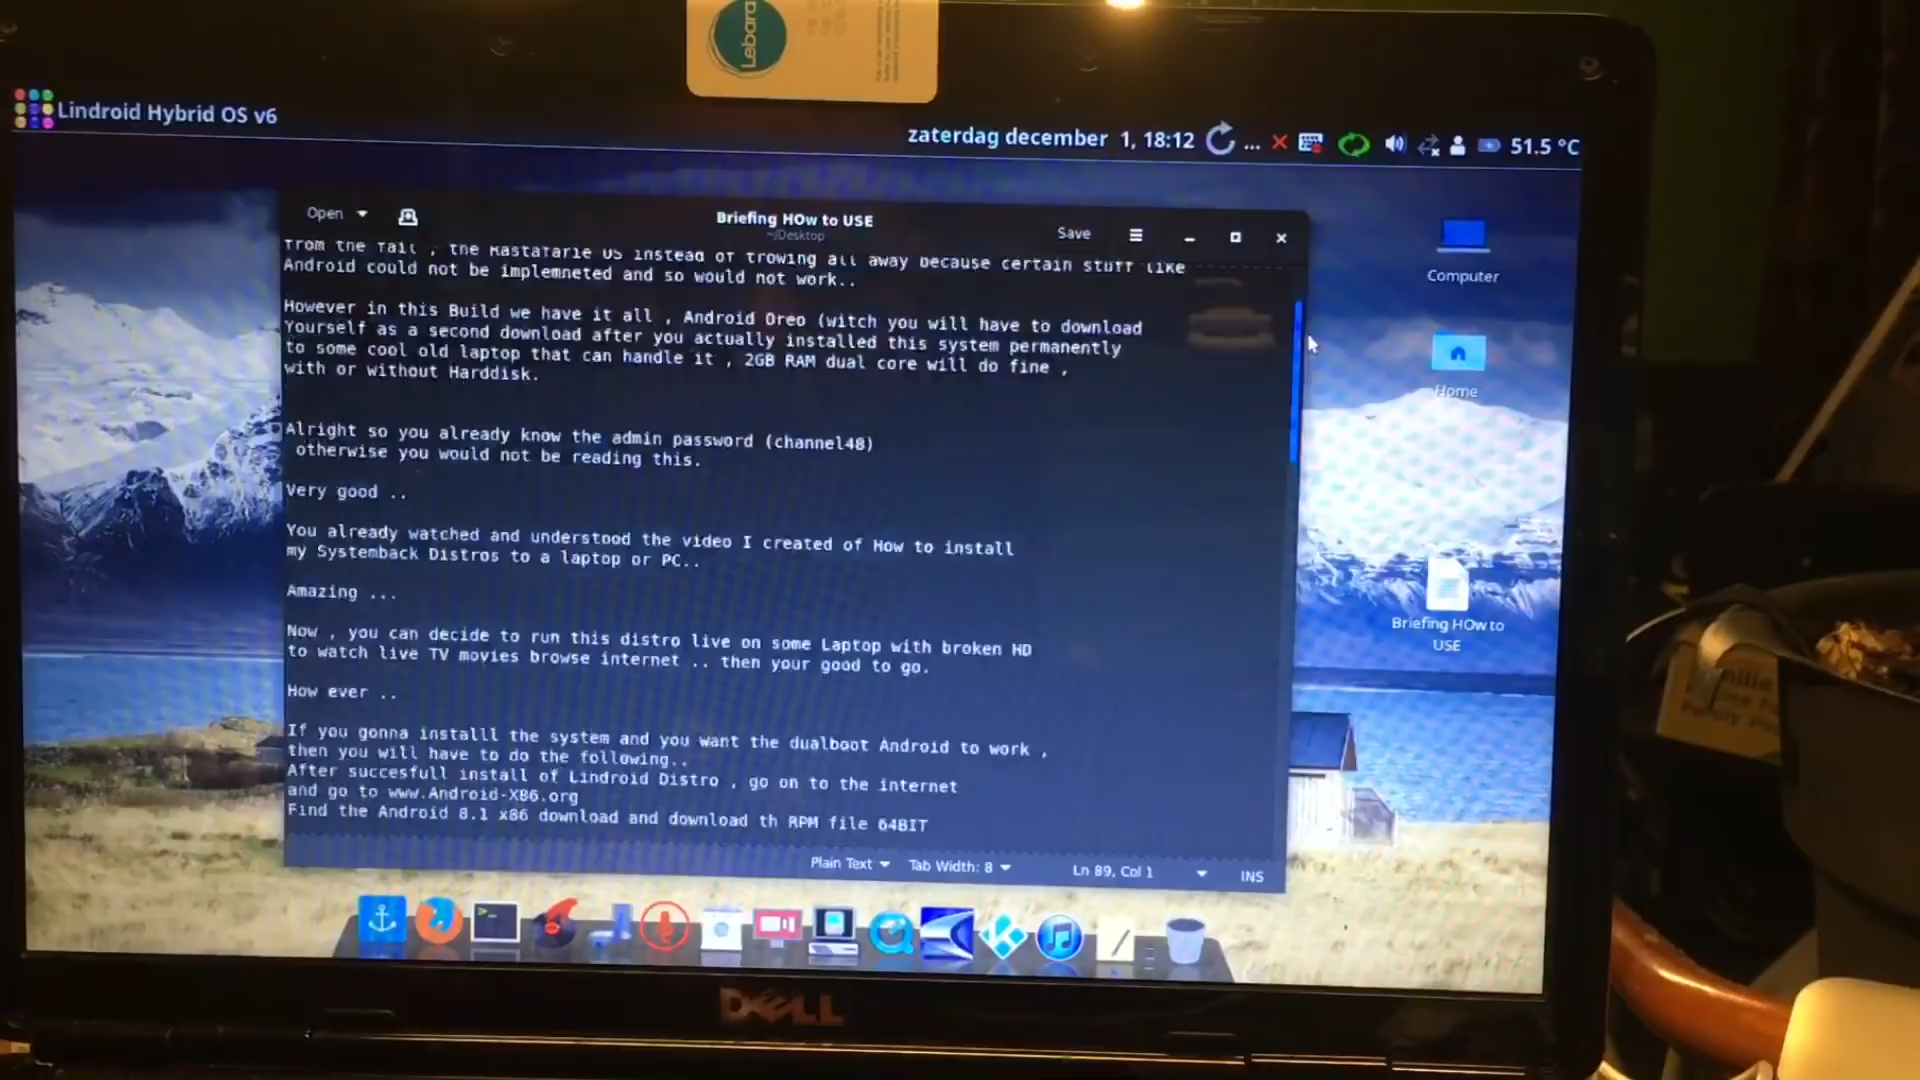 Lebara
Lindroid Hybrid OS v6
zaterdag december 1, 18:12
... 51.5 °C
Open
Briefing HOw to USE
~/Desktop
Save
from the fail , the Rastafarie OS instead of trowing all away because certain stuff like
Android could not be implemneted and so would not work..
However in this Build we have it all , Android Oreo (witch you will have to download
Yourself as a second download after you actually installed this system permanently
to some cool old laptop that can handle it , 2GB RAM dual core will do fine ,
with or without Harddisk.
Alright so you already know the admin password (channel48)
otherwise you would not be reading this.
Very good ..
You already watched and understood the video I created of How to install
my Systemback Distros to a laptop or PC..
Amazing ...
Now , you can decide to run this distro live on some Laptop with broken HD
to watch live TV movies browse internet .. then your good to go.
How ever ..
If you gonna installl the system and you want the dualboot Android to work ,
then you will have to do the following..
After succesfull install of Lindroid Distro , go on to the internet
and go to www.Android-X86.org
Find the Android 8.1 x86 download and download th RPM file 64BIT
Plain Text
Tab Width: 8
Ln 89, Col 1
INS
Computer
Home
Briefing HOw to
USE
DELL